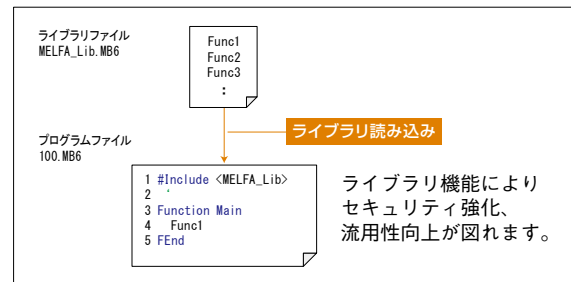 ライブラリファイル
MELFA_Lib.MB6
Func1
Func2
Func3
:
ライブラリ読み込み
プログラムファイル
100.MB6
1 #Include <MELFA_Lib>
2 '
3 Function Main
4 Func1
5 FEnd
ライブラリ機能により
セキュリティ強化、
流用性向上が図れます。